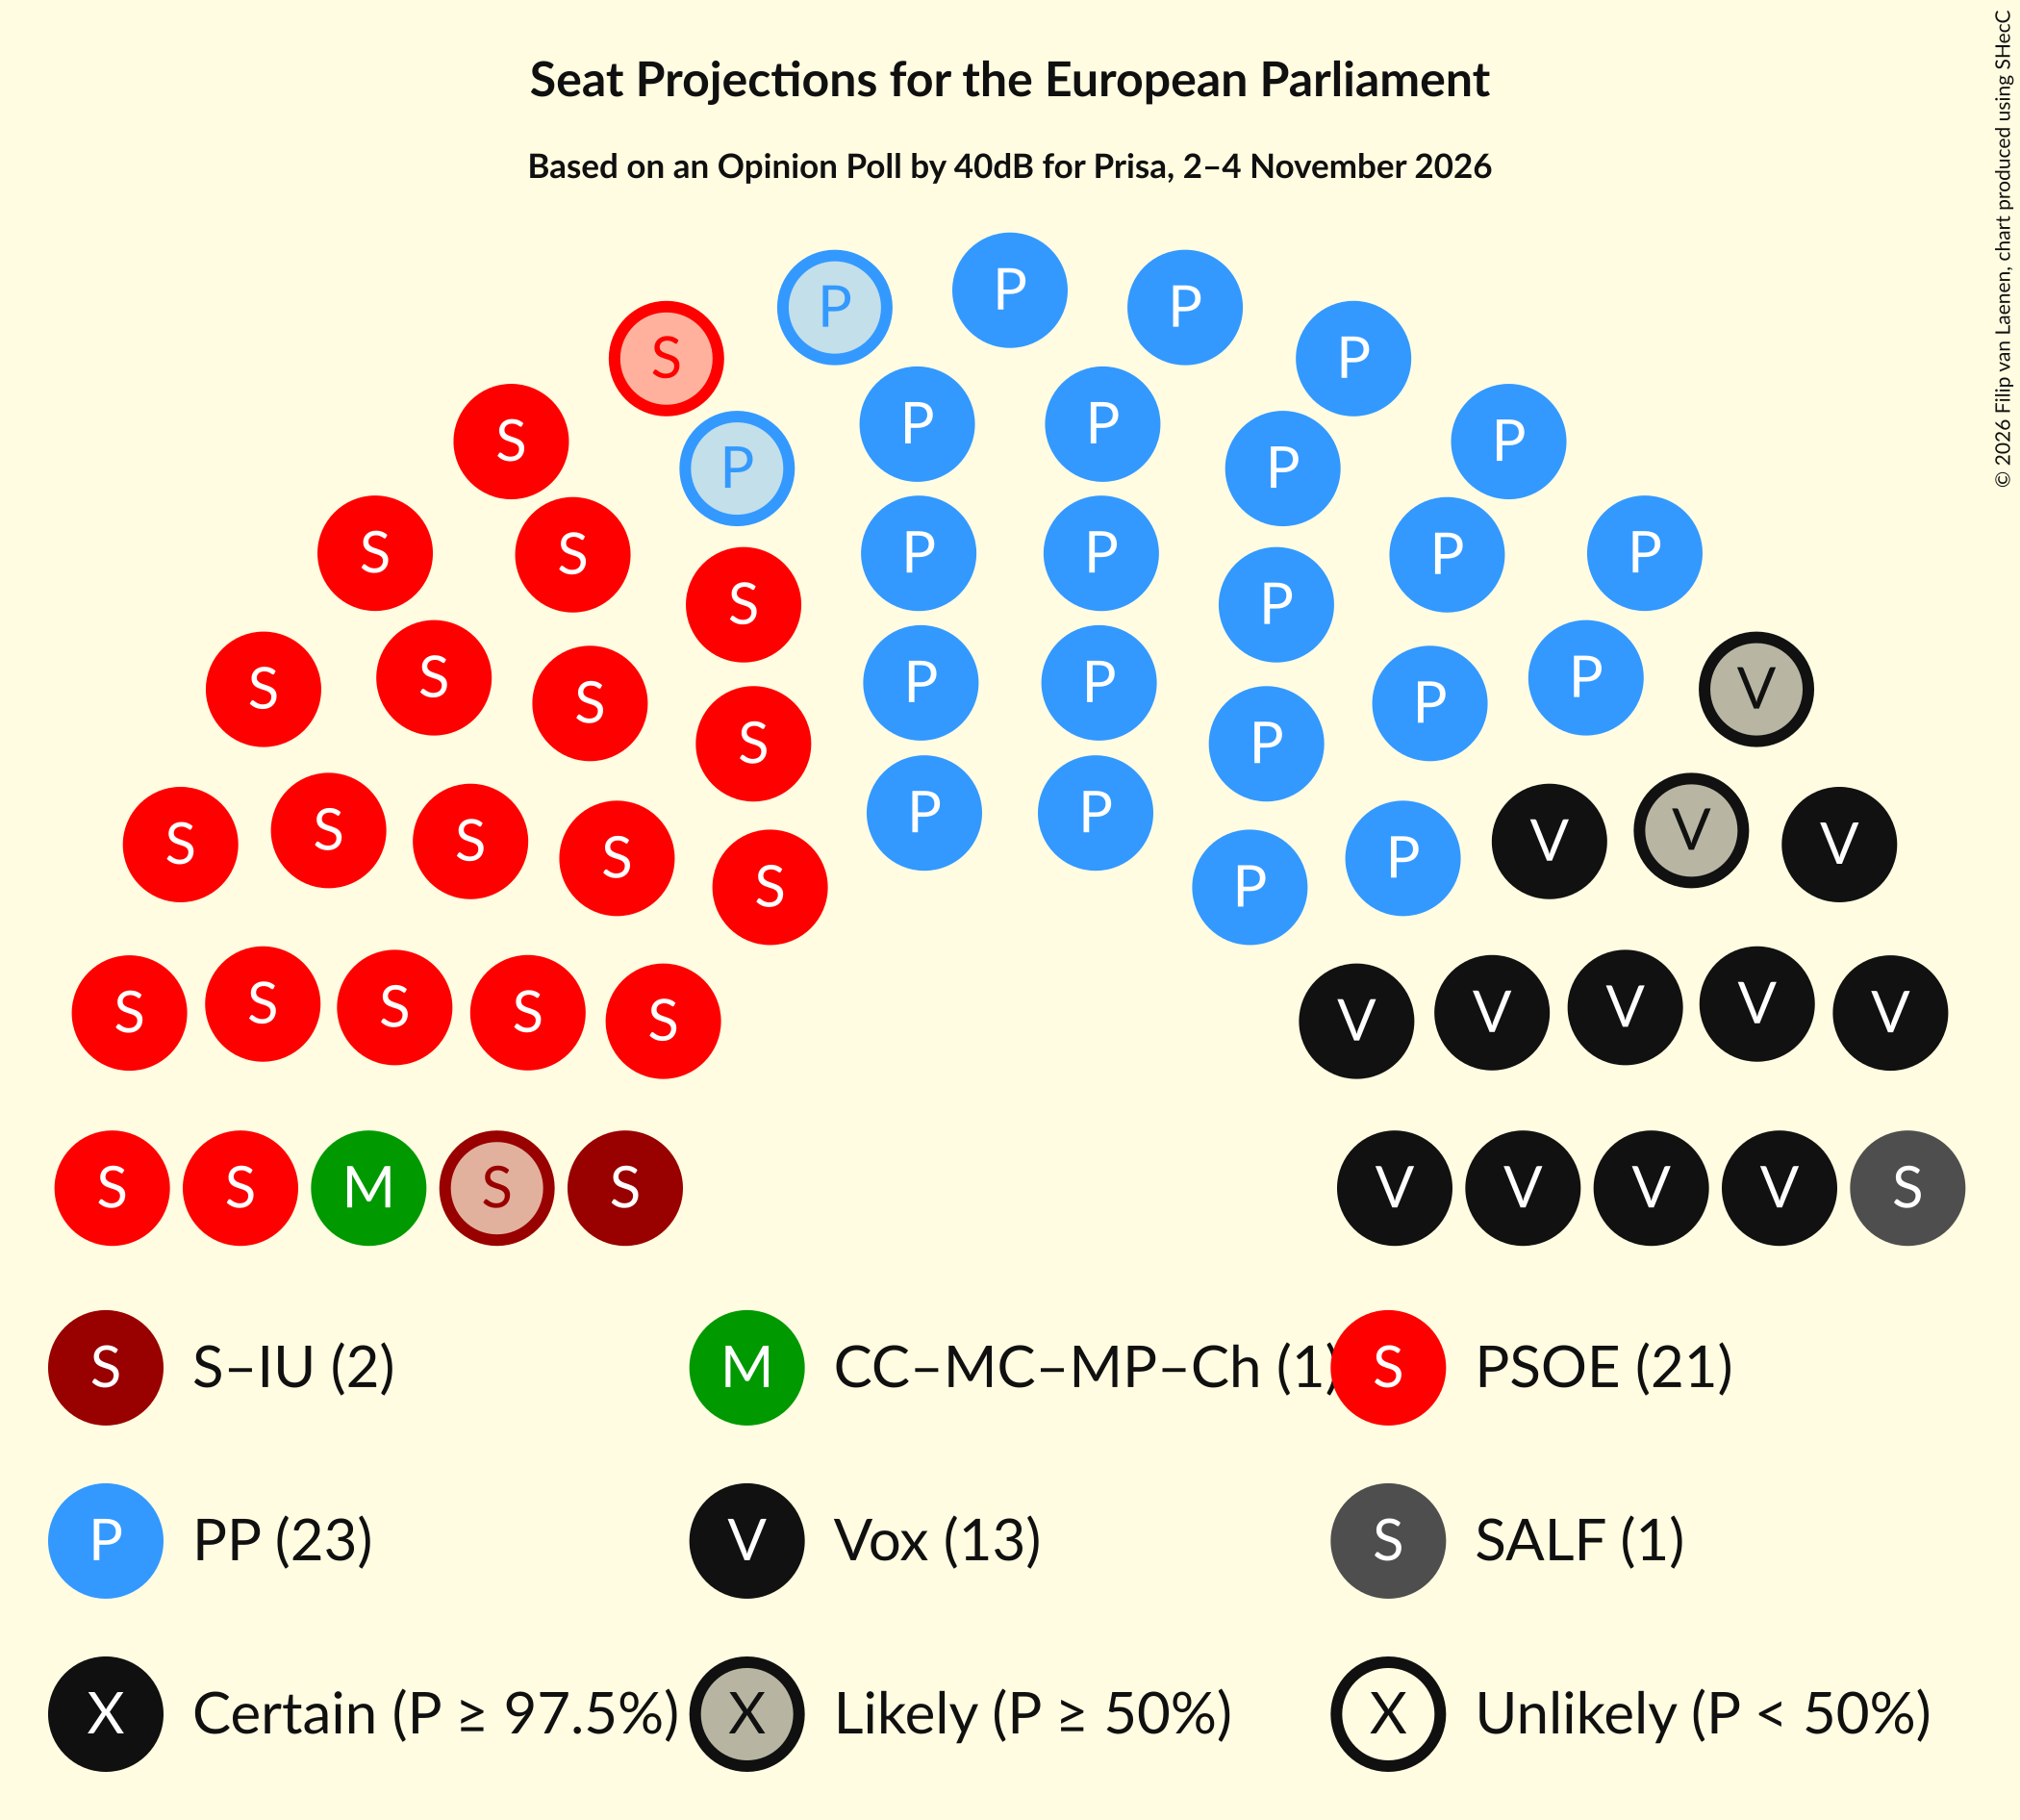 Seat Projections for the European Parliament
Based on an Opinion Poll by 40dB for Prisa, 2–4 November 2026
© 2026 Filip van Laenen, chart produced using SHecC
P
P P
S P
S P P P P
S P P
S S P P P P
S P P
S S P P V
S S P P
S S P P
S S V V V
S S P P
S S
S S V V
S S V V
S V
S S M S S V V V V S
S S–IU (2) M CC–MC–MP–Ch (1) S PSOE (21)
P PP (23) V Vox (13) S SALF (1)
X Certain (P ≥ 97.5%) X Likely (P ≥ 50%) X Unlikely (P < 50%)